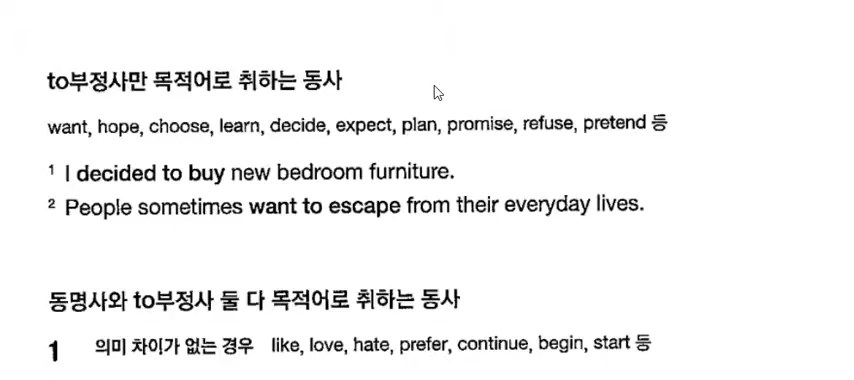 to부정사만 목적어로 취하는 동사
want, hope, choose, learn, decide, expect, plan, promise, refuse, pretend 등
1 I decided to buy new bedroom furniture.
2 People sometimes want to escape from their everyday lives.
동명사와 to부정사 둘 다 목적어로 취하는 동사
1 의미 차이가 없는 경우 like, love, hate, prefer, continue, begin, start 등